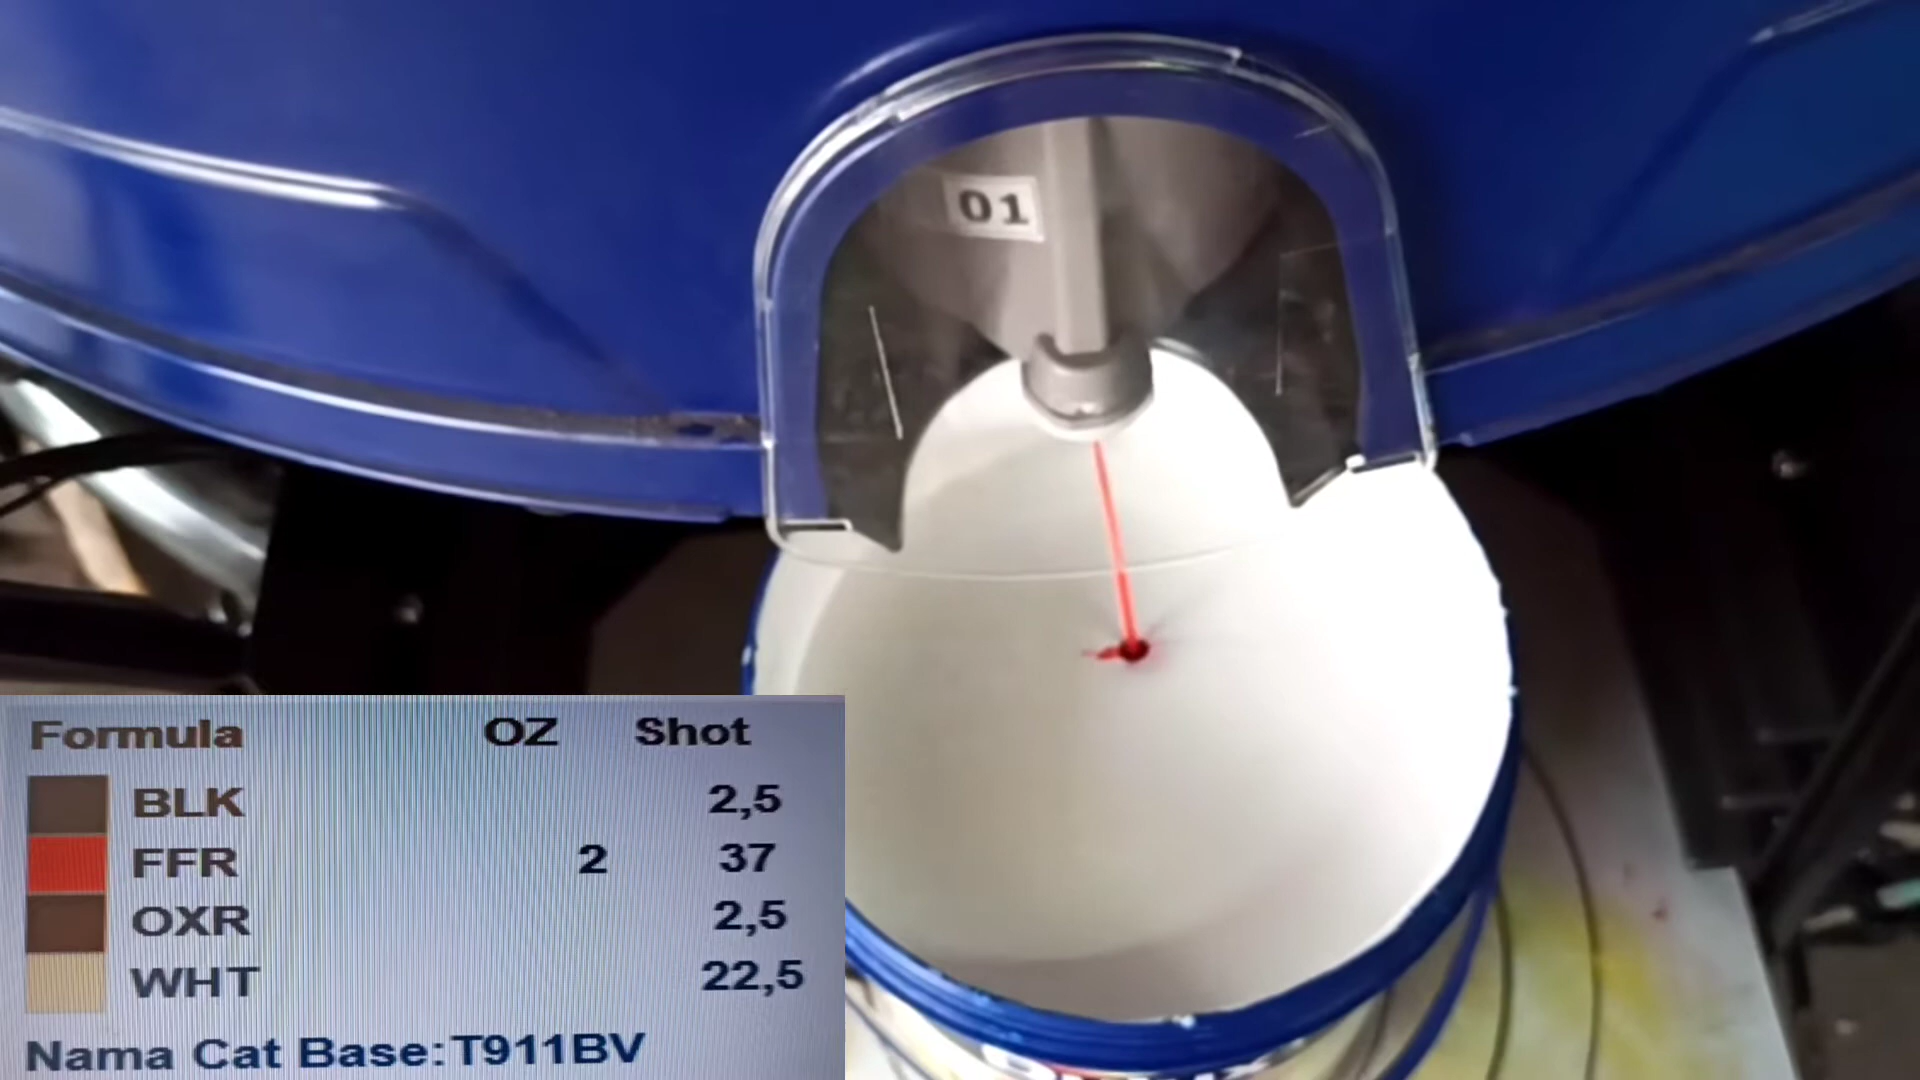 01
Formula OZ Shot
BLK 2,5
FFR 2 37
OXR 2,5
WHT 22,5
Nama Cat Base: T911BV